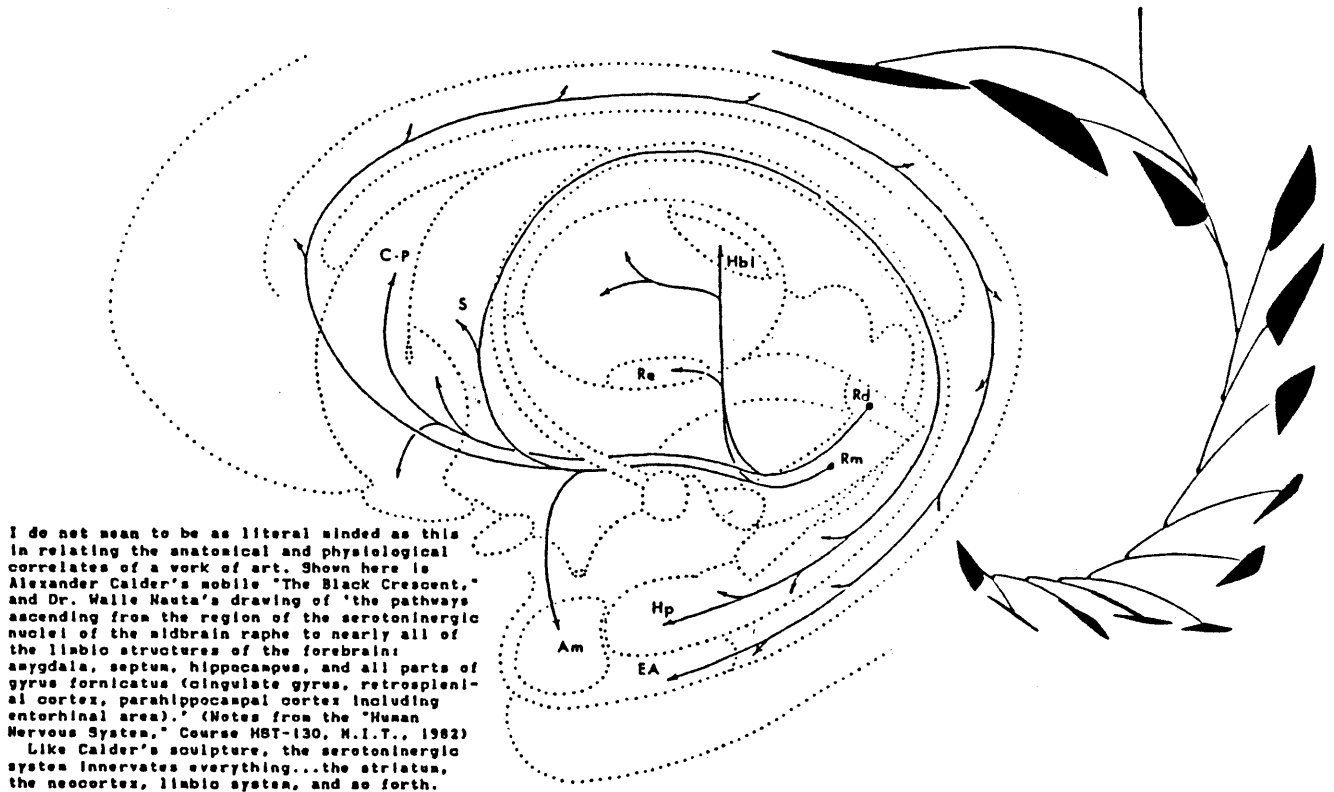 C-P
S
Hbl
Re
Rd
Rm
Hp
Am
EA
I do not mean to be as literal minded as this
in relating the anatomical and physiological
correlates of a work of art. Shown here is
Alexander Calder's mobile "The Black Crescent,"
and Dr. Walle Nauta's drawing of 'the pathways
ascending from the region of the serotoninergic
nuclei of the midbrain raphe to nearly all of
the limbic structures of the forebrain:
amygdala, septum, hippocampus, and all parts of
gyrus fornicatus (cingulate gyrus, retrospleni-
al cortex, parahippocampal cortex including
entorhinal area).' (Notes from the "Human
Nervous System," Course HST-130, M.I.T., 1982)
Like Calder's sculpture, the serotoninergic
system innervates everything...the striatum,
the neocortex, limbic system, and so forth.